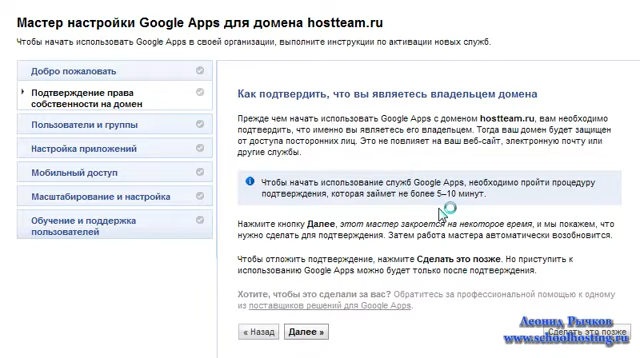 Мастер настройки Google Apps для домена hostteam.ru
Чтобы начать использовать Google Apps в своей организации, выполните инструкции по активации новых служб.
Добро пожаловать
Подтверждение права
собственности на домен
Пользователи и группы
Настройка приложений
Мобильный доступ
Масштабирование и настройка
Обучение и поддержка
пользователей
Как подтвердить, что вы являетесь владельцем домена
Прежде чем начать использовать Google Apps с доменом hostteam.ru, вам необходимо
подтвердить, что именно вы являетесь его владельцем. Тогда ваш домен будет защищен
от доступа посторонних лиц. Это не повлияет на ваш веб-сайт, электронную почту или
другие службы.
Чтобы начать использование служб Google Apps, необходимо пройти процедуру
подтверждения, которая займет не более 5–10 минут.
Нажмите кнопку Далее, этот мастер закроется на некоторое время, и мы покажем, что
нужно сделать для подтверждения. Затем работа мастера автоматически возобновится.
Чтобы отложить подтверждение, нажмите Сделать это позже. Но приступить к
использованию Google Apps можно будет только после подтверждения.
Хотите, чтобы это сделали за вас? Обратитесь за профессиональной помощью к одному
из поставщиков решений для Google Apps.
« Назад
Далее »
Сделать это позже
Леонид Рычков
www.schoolhosting.ru